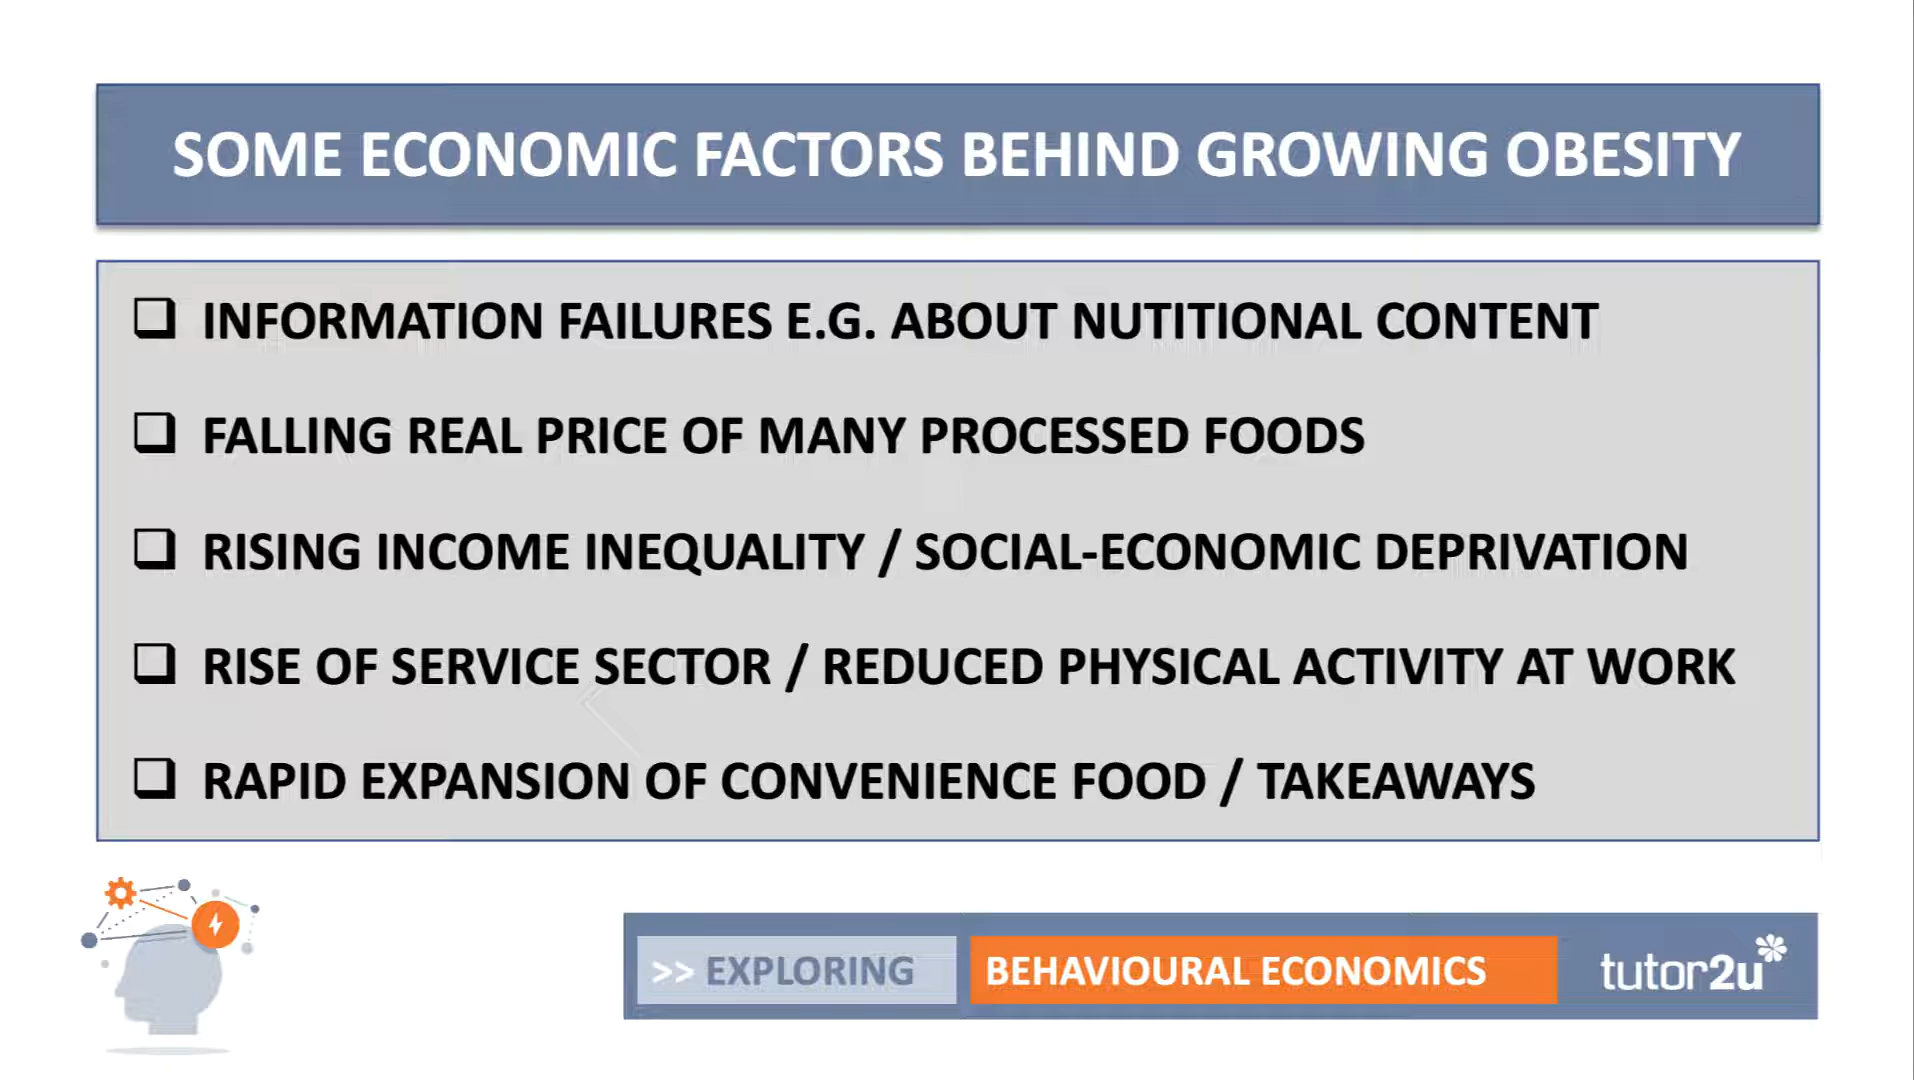 SOME ECONOMIC FACTORS BEHIND GROWING OBESITY
INFORMATION FAILURES E.G. ABOUT NUTITIONAL CONTENT
FALLING REAL PRICE OF MANY PROCESSED FOODS
RISING INCOME INEQUALITY / SOCIAL-ECONOMIC DEPRIVATION
RISE OF SERVICE SECTOR / REDUCED PHYSICAL ACTIVITY AT WORK
RAPID EXPANSION OF CONVENIENCE FOOD / TAKEAWAYS
>> EXPLORING BEHAVIOURAL ECONOMICS tutor2u